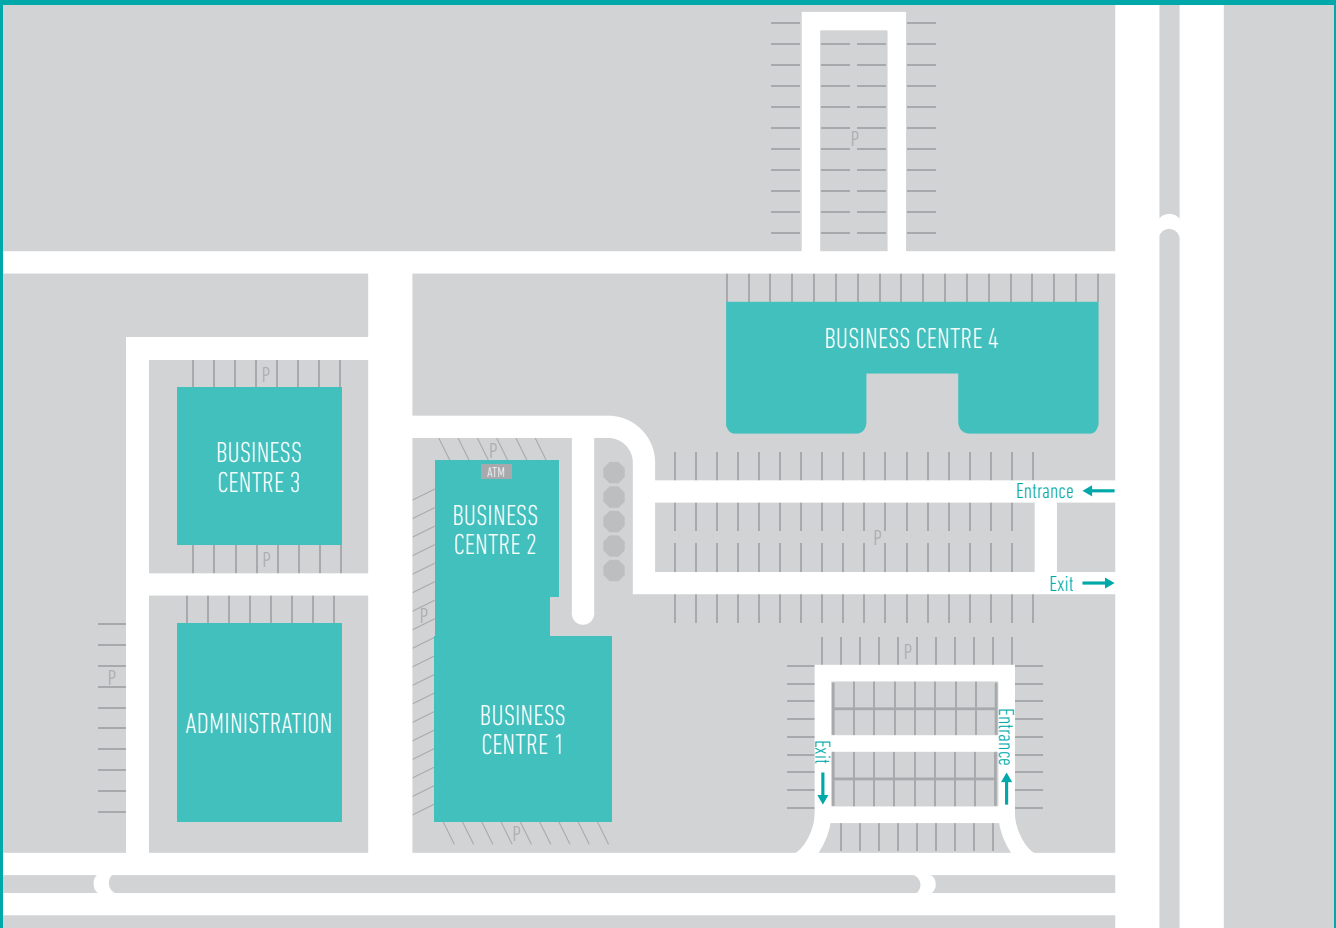 P
BUSINESS CENTRE 4
P
BUSINESS
CENTRE 3
P
P
ATM
BUSINESS
CENTRE 2
Entrance
P
Exit
P
P
ADMINISTRATION
BUSINESS
CENTRE 1
P
P
Entrance
Exit